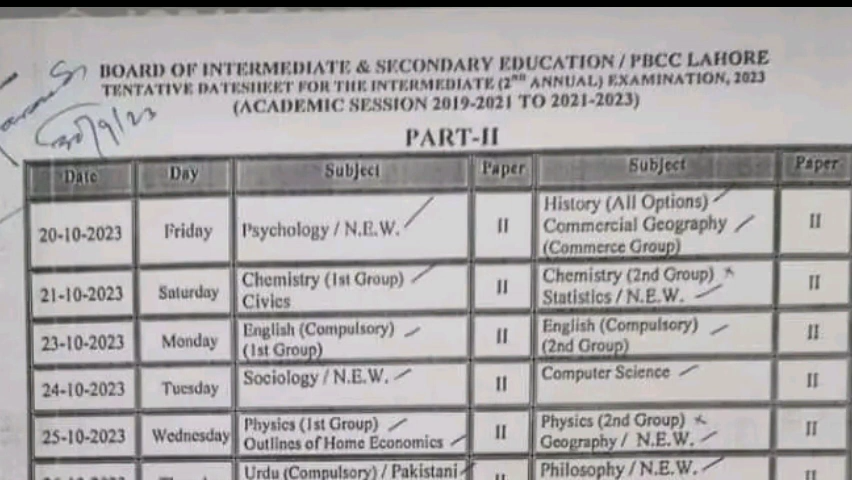 BOARD OF INTERMEDIATE & SECONDARY EDUCATION / PBCC LAHORE
TENTATIVE DATESHEET FOR THE INTERMEDIATE (2ND ANNUAL) EXAMINATION, 2023
(ACADEMIC SESSION 2019-2021 TO 2021-2023)
30/9/23
PART-II
Date Day Subject Paper Subject Paper
20-10-2023 Friday Psychology / N.E.W. II History (All Options) II
Commercial Geography
(Commerce Group)
21-10-2023 Saturday Chemistry (1st Group) II Chemistry (2nd Group) II
Civics Statistics / N.E.W.
23-10-2023 Monday English (Compulsory) II English (Compulsory) II
(1st Group) (2nd Group)
24-10-2023 Tuesday Sociology / N.E.W. II Computer Science II
25-10-2023 Wednesday Physics (1st Group) II Physics (2nd Group) II
Outlines of Home Economics Geography / N.E.W.
Urdu (Compulsory) / Pakistani II Philosophy / N.E.W. II